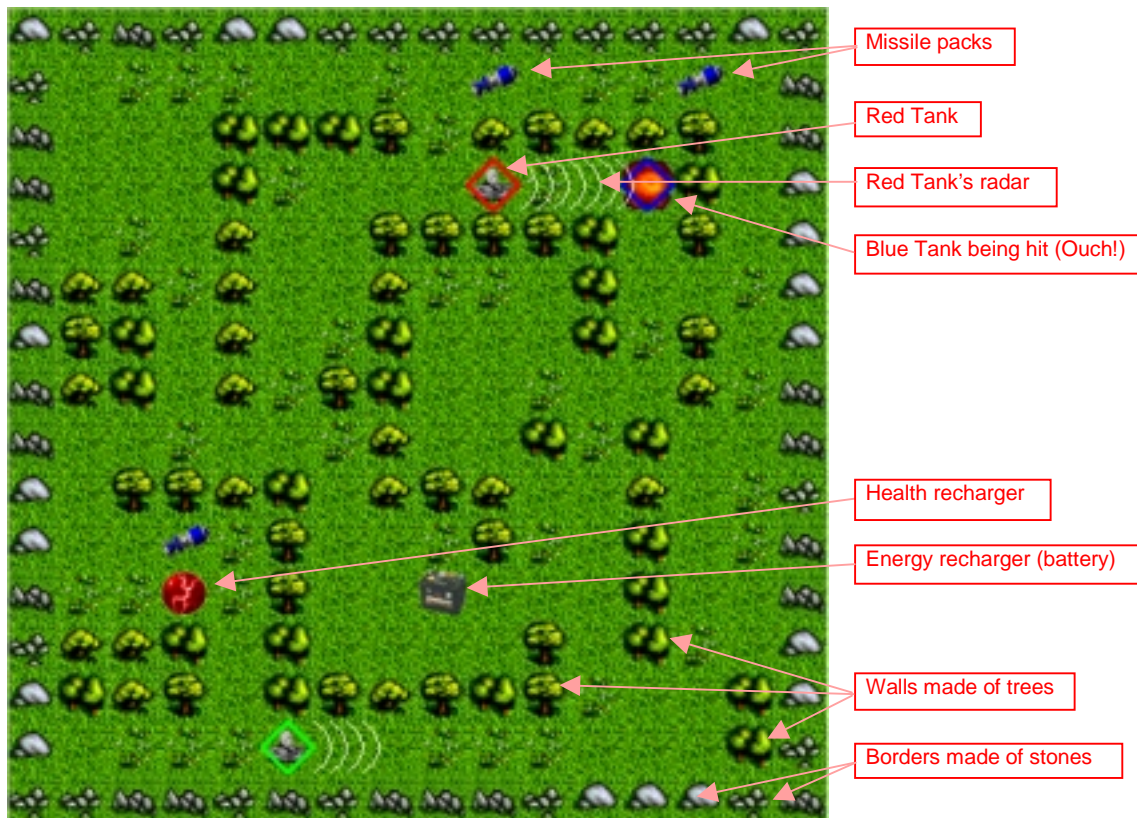 Missile packs
Red Tank
Red Tank's radar
Blue Tank being hit (Ouch!)
Health recharger
Energy recharger (battery)
Walls made of trees
Borders made of stones